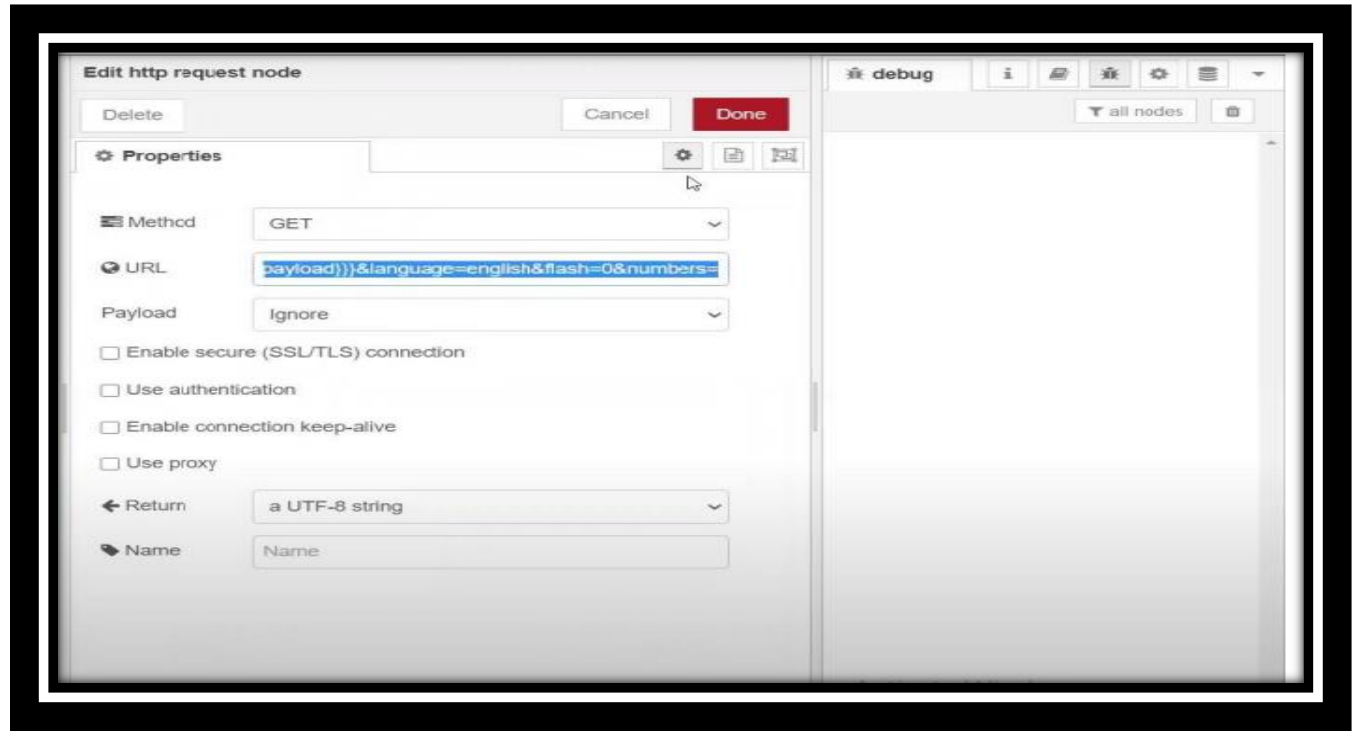 Edit http request node
debug
Delete
Cancel
Done
all nodes
Properties
Method
GET
URL
payload}}}&language=english&flash=0&numbers=
Payload
Ignore
Enable secure (SSL/TLS) connection
Use authentication
Enable connection keep-alive
Use proxy
Return
a UTF-8 string
Name
Name